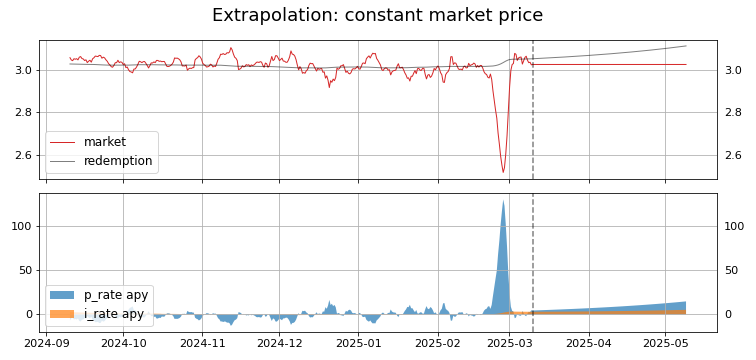 Extrapolation: constant market price
3.0 3.0
2.8 2.8
2.6 2.6
market
redemption
100 100
50 50
0 0
p_rate apy
i_rate apy
2024-09 2024-10 2024-11 2024-12 2025-01 2025-02 2025-03 2025-04 2025-05